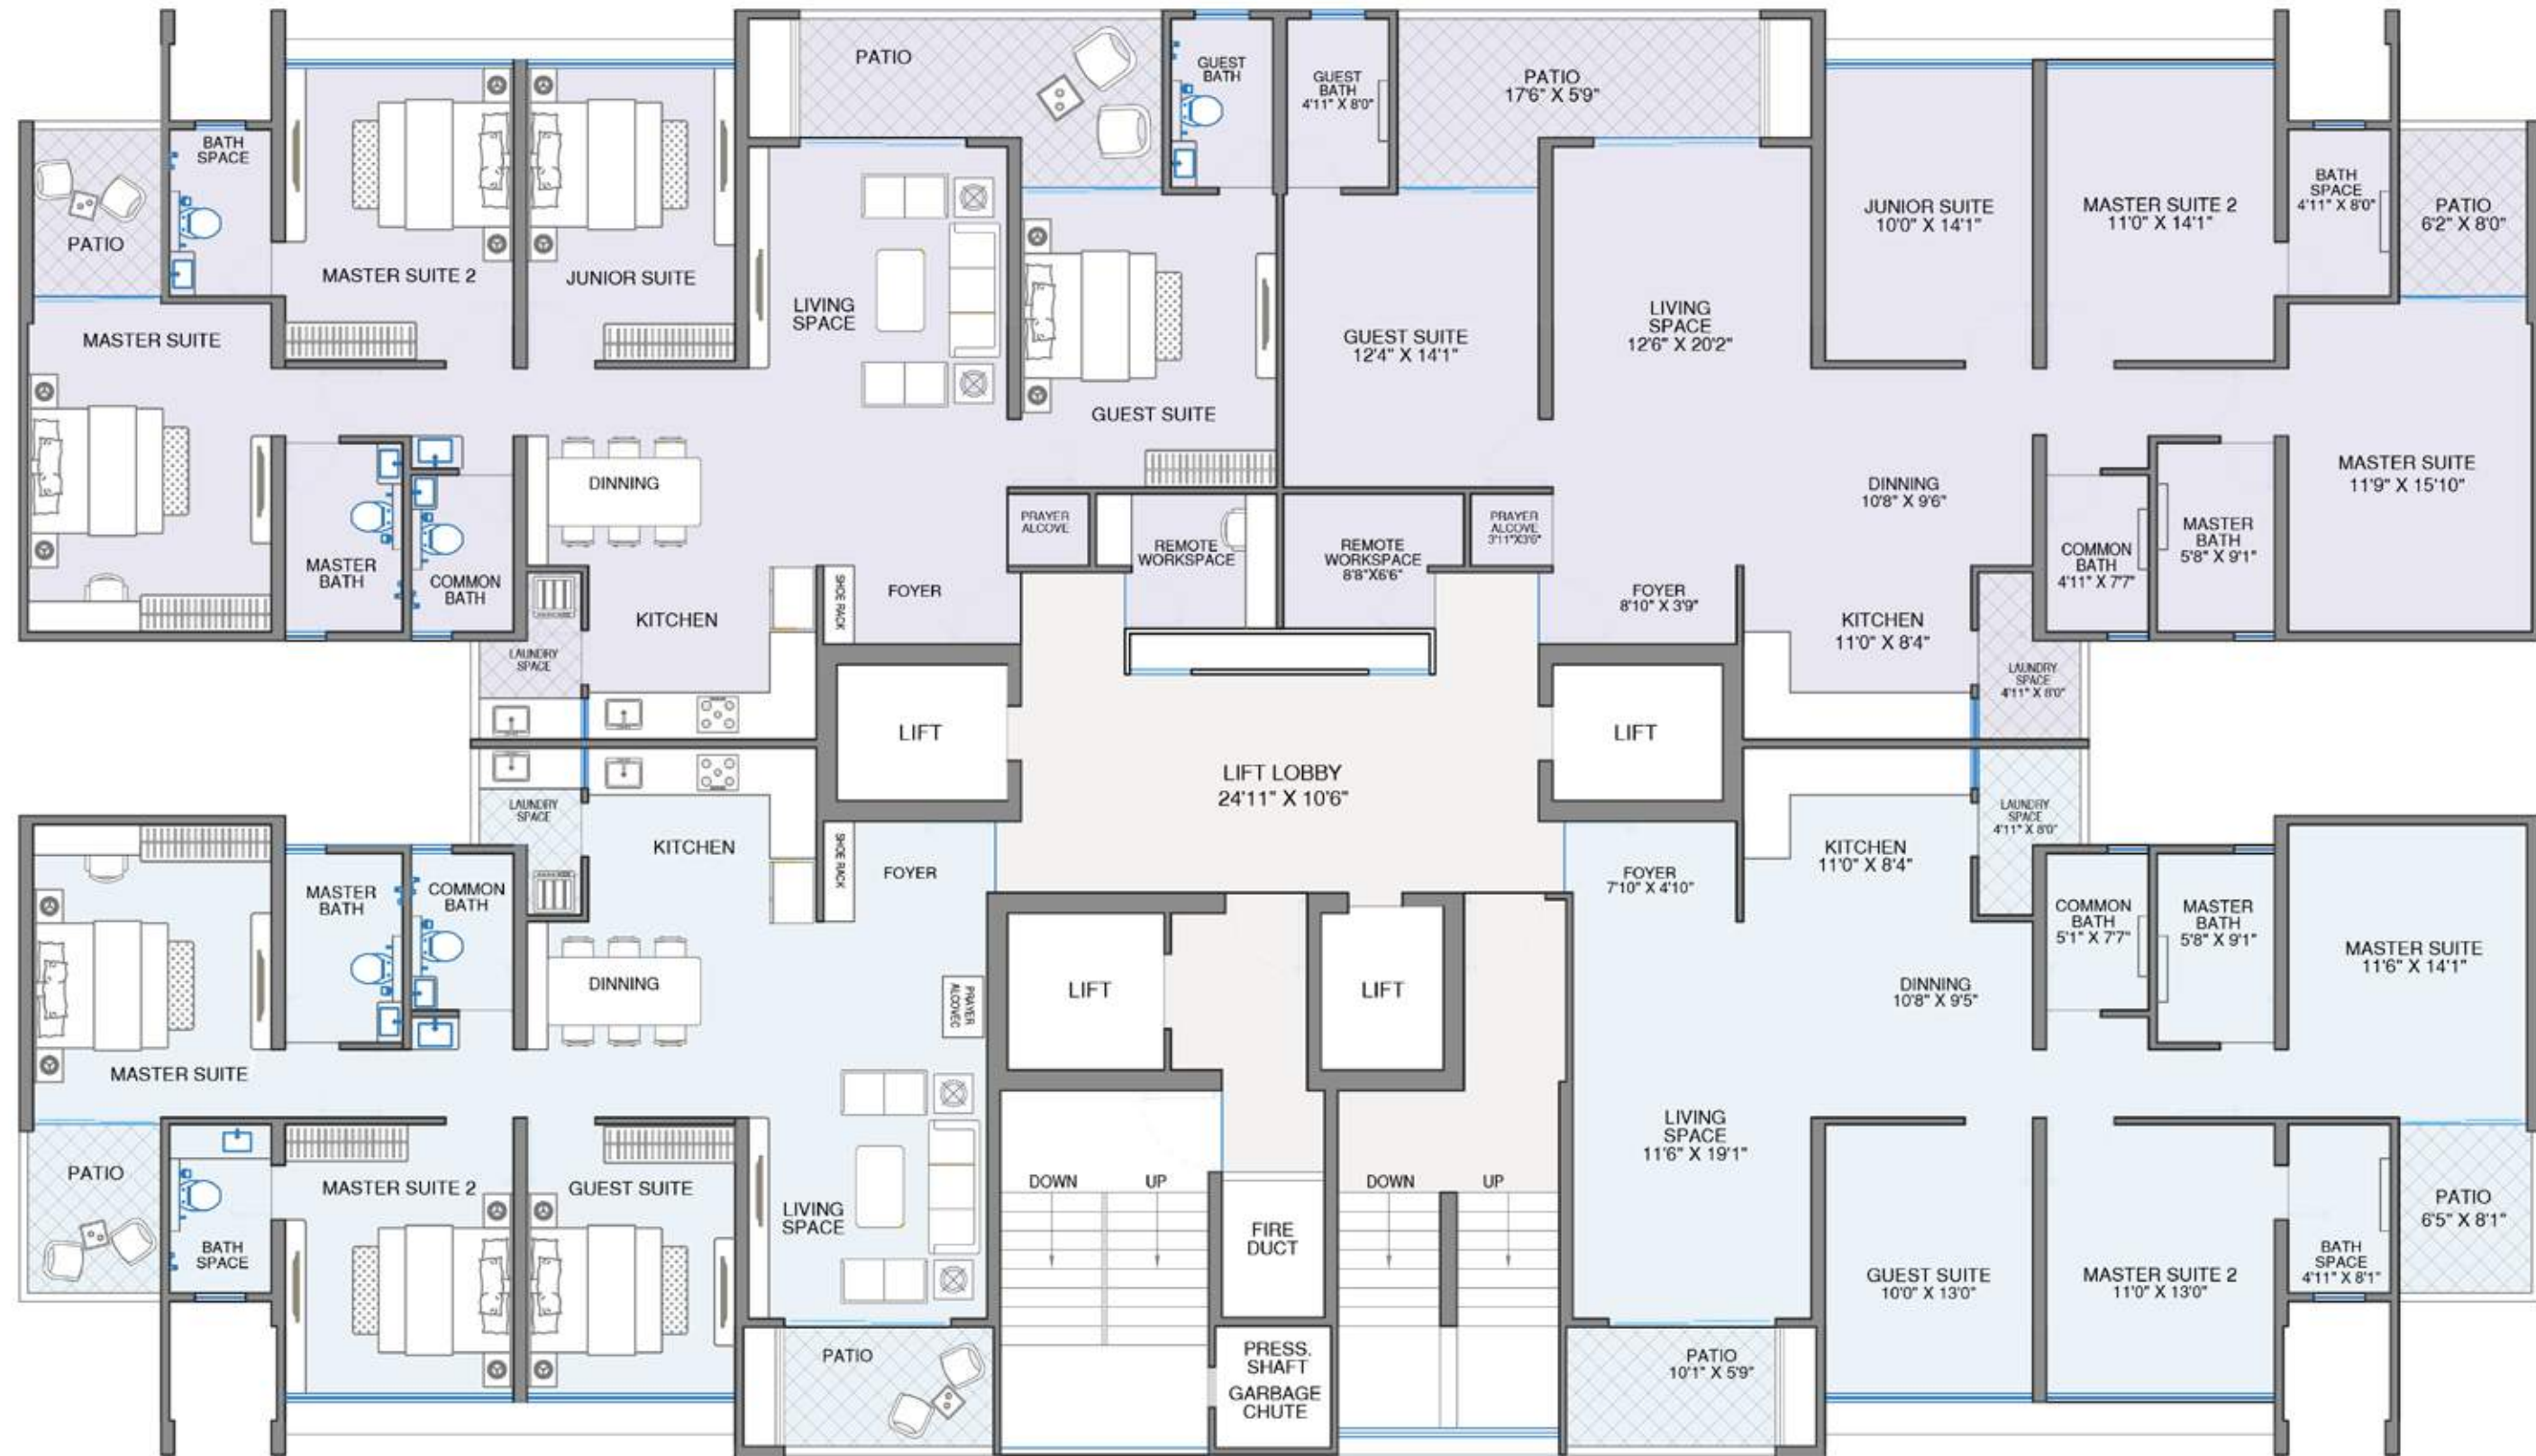 PATIO
GUEST
BATH
GUEST
BATH
4'11" X 8'0"
PATIO
17'6" X 5'9"
BATH
SPACE
PATIO
MASTER SUITE 2
JUNIOR SUITE
LIVING
SPACE
MASTER SUITE
GUEST SUITE
GUEST SUITE
12'4" X 14'1"
LIVING
SPACE
12'6" X 20'2"
JUNIOR SUITE
10'0" X 14'1"
MASTER SUITE 2
11'0" X 14'1"
BATH
SPACE
4'11" X 8'0"
PATIO
6'2" X 8'0"
MASTER SUITE
11'9" X 15'10"
DINNING
MASTER
BATH
COMMON
BATH
KITCHEN
LAUNDRY
SPACE
SHOE RACK
FOYER
PRAYER
ALCOVE
REMOTE
WORKSPACE
REMOTE
WORKSPACE
8'8"X6'6"
PRAYER
ALCOVE
3'11"X3'6"
FOYER
8'10" X 3'9"
DINNING
10'8" X 9'6"
KITCHEN
11'0" X 8'4"
COMMON
BATH
4'11" X 7'7"
MASTER
BATH
5'8" X 9'1"
LAUNDRY
SPACE
4'11" X 8'0"
LIFT
LIFT
LIFT LOBBY
24'11" X 10'6"
LAUNDRY
SPACE
KITCHEN
SHOE RACK
FOYER
MASTER
BATH
COMMON
BATH
DINNING
PRAYER
ALCOVEC
MASTER SUITE
LIFT
LIFT
FOYER
7'10" X 4'10"
KITCHEN
11'0" X 8'4"
LAUNDRY
SPACE
4'11" X 8'0"
COMMON
BATH
5'1" X 7'7"
MASTER
BATH
5'8" X 9'1"
MASTER SUITE
11'6" X 14'1"
DINNING
10'8" X 9'5"
PATIO
MASTER SUITE 2
GUEST SUITE
LIVING
SPACE
BATH
SPACE
PATIO
DOWN
UP
DOWN
UP
FIRE
DUCT
PRESS.
SHAFT
GARBAGE
CHUTE
LIVING
SPACE
11'6" X 19'1"
GUEST SUITE
10'0" X 13'0"
MASTER SUITE 2
11'0" X 13'0"
BATH
SPACE
4'11" X 8'1"
PATIO
6'5" X 8'1"
PATIO
10'1" X 5'9"